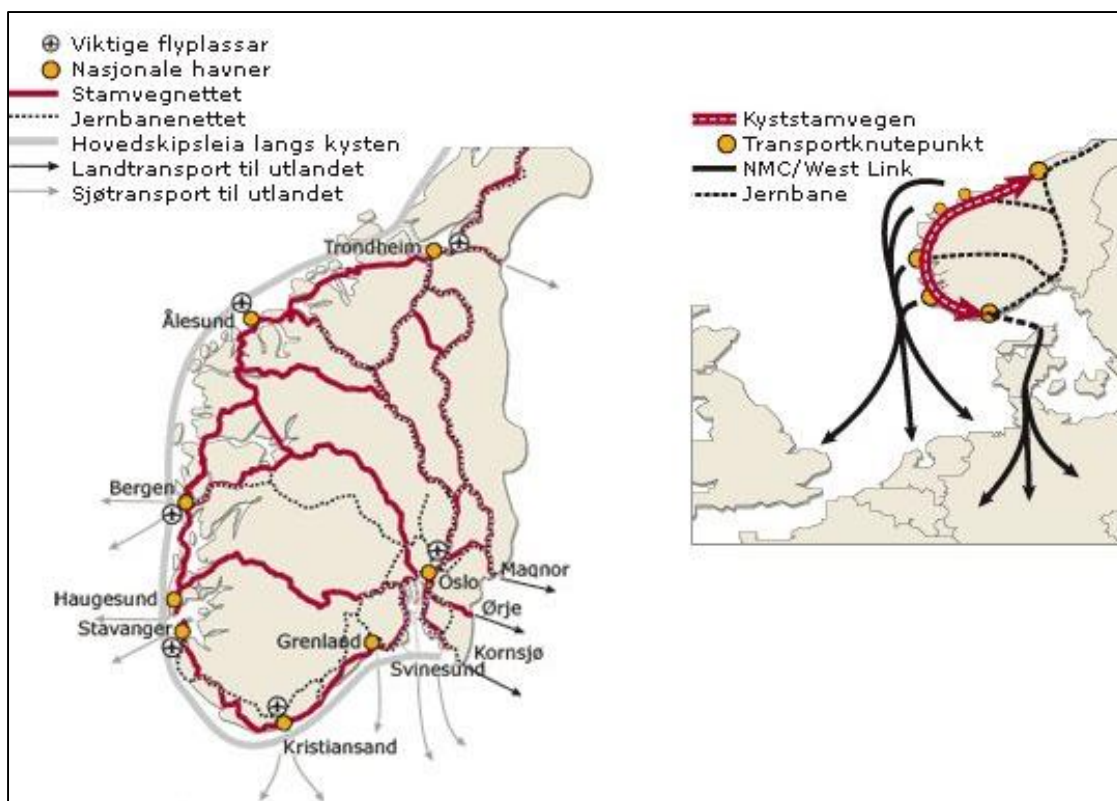 Viktige flyplassar
Nasjonale havner
Stamvegnettet
Jernbanenettet
Hovedskipsleia langs kysten
Landtransport til utlandet
Sjøtransport til utlandet
Trondheim
Ålesund
Bergen
Haugesund
Stavanger
Grenland
Kristiansand
Oslo
Magnor
Ørje
Kornsjø
Svinesund
Kyststamvegen
Transportknutepunkt
NMC/West Link
Jernbane